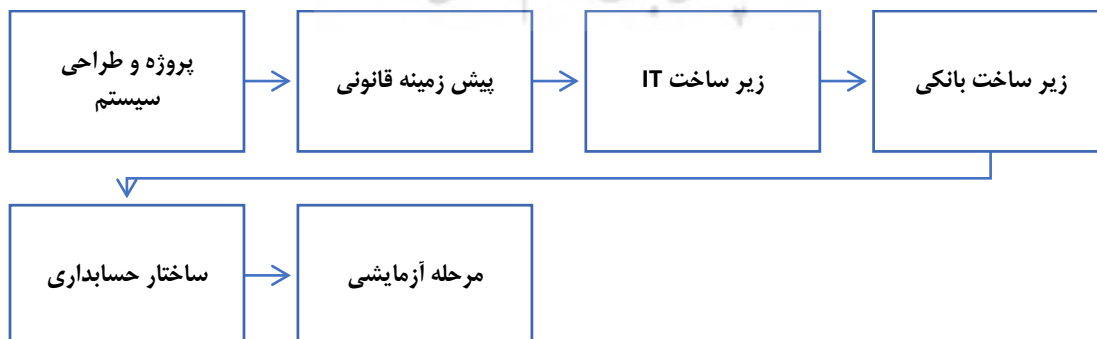 پروژه و طراحی
سیستم
پیش زمینه قانونی
زیر ساخت IT
زیر ساخت بانکی
ساختار حسابداری
مرحله آزمایشی